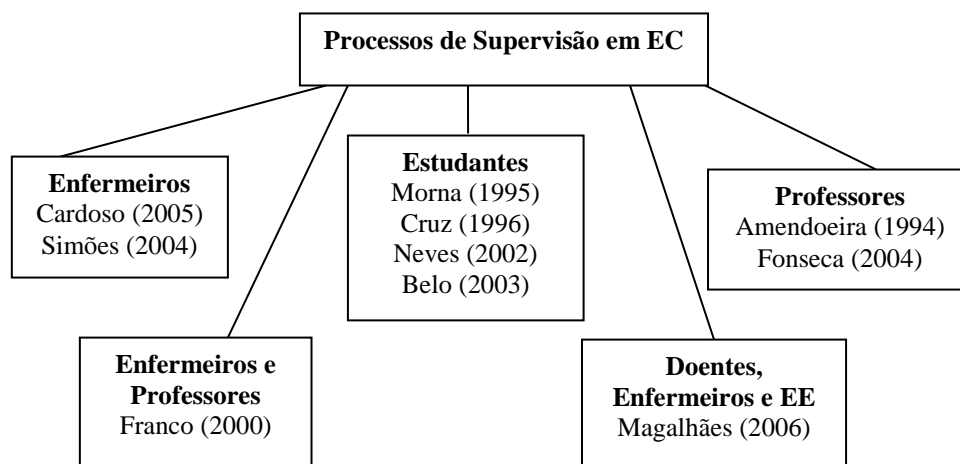 Processos de Supervisão em EC
Enfermeiros
Cardoso (2005)
Simões (2004)
Estudantes
Morna (1995)
Cruz (1996)
Neves (2002)
Belo (2003)
Professores
Amendoeira (1994)
Fonseca (2004)
Enfermeiros e
Professores
Franco (2000)
Doentes,
Enfermeiros e EE
Magalhães (2006)